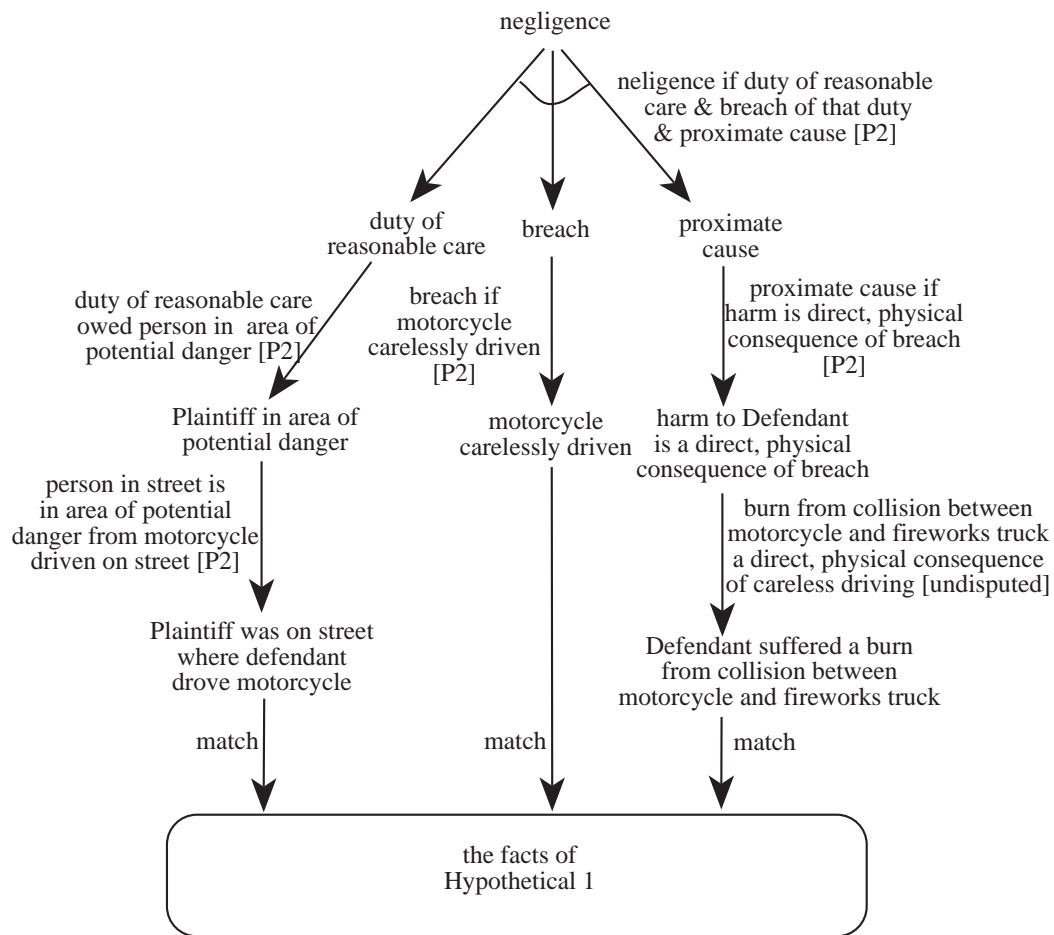 negligence
neligence if duty of reasonable
care & breach of that duty
& proximate cause [P2]
duty of
reasonable care
breach
proximate
cause
duty of reasonable care
owed person in area of
potential danger [P2]
breach if
motorcycle
carelessly driven
[P2]
proximate cause if
harm is direct, physical
consequence of breach
[P2]
Plaintiff in area of
potential danger
motorcycle
carelessly driven
harm to Defendant
is a direct, physical
consequence of breach
person in street is
in area of potential
danger from motorcycle
driven on street [P2]
burn from collision between
motorcycle and fireworks truck
a direct, physical consequence
of careless driving [undisputed]
Plaintiff was on street
where defendant
drove motorcycle
Defendant suffered a burn
from collision between
motorcycle and fireworks truck
match
match
match
the facts of
Hypothetical 1